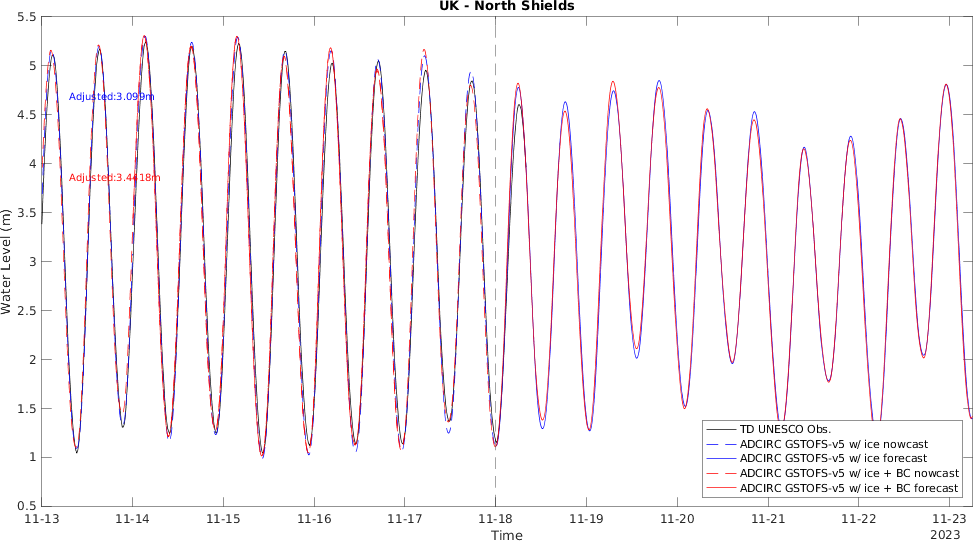 UK - North Shields
5.5
5
4.5
4
3.5
3
2.5
2
1.5
1
0.5
Water Level (m)
Adjusted:3.099m
Adjusted:3.4418m
TD UNESCO Obs.
ADCIRC GSTOFS-v5 w/ ice nowcast
ADCIRC GSTOFS-v5 w/ ice forecast
ADCIRC GSTOFS-v5 w/ ice + BC nowcast
ADCIRC GSTOFS-v5 w/ ice + BC forecast
11-13 11-14 11-15 11-16 11-17 11-18 11-19 11-20 11-21 11-22 11-23
2023
Time